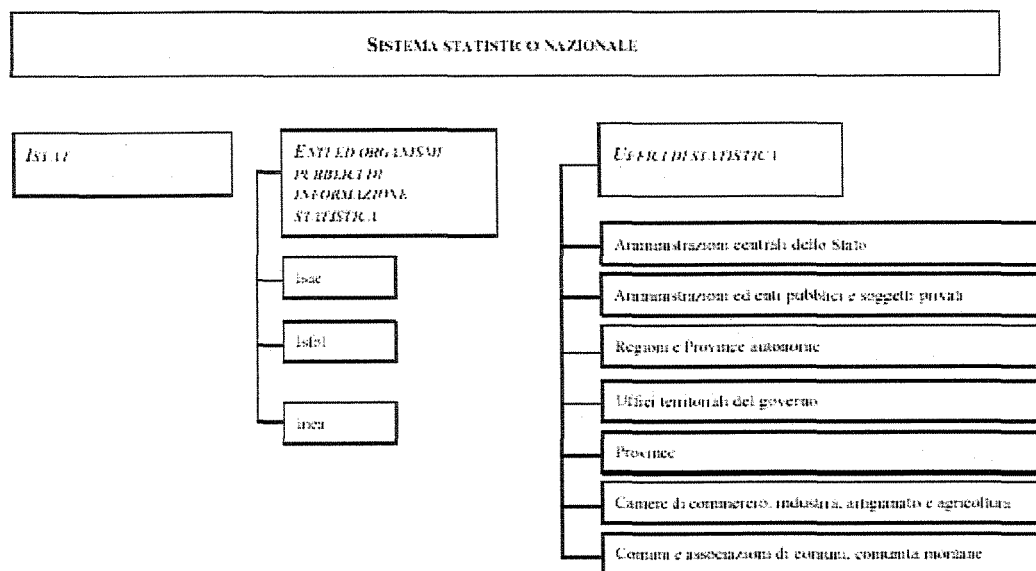 SISTEMA STATISTICO NAZIONALE
ISTAT
ENTI ED ORGANISMI
PUBBLICI DI
INFORMAZIONE
STATISTICA
Isae
Isfol
Inea
UFFICI DI STATISTICA
Amministrazioni centrali dello Stato
Amministrazioni ed enti pubblici e soggetti privati
Regioni e Province autonome
Uffici territoriali del governo
Province
Camere di commercio, industria, artigianato e agricoltura
Comuni e associazioni di comuni, comunità montane